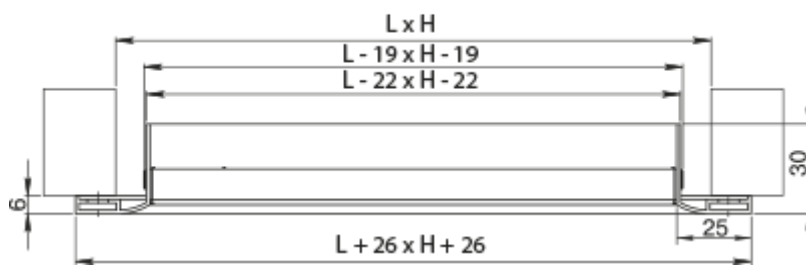 L x H
L - 19 x H - 19
L - 22 x H - 22
30
6
25
L + 26 x H + 26